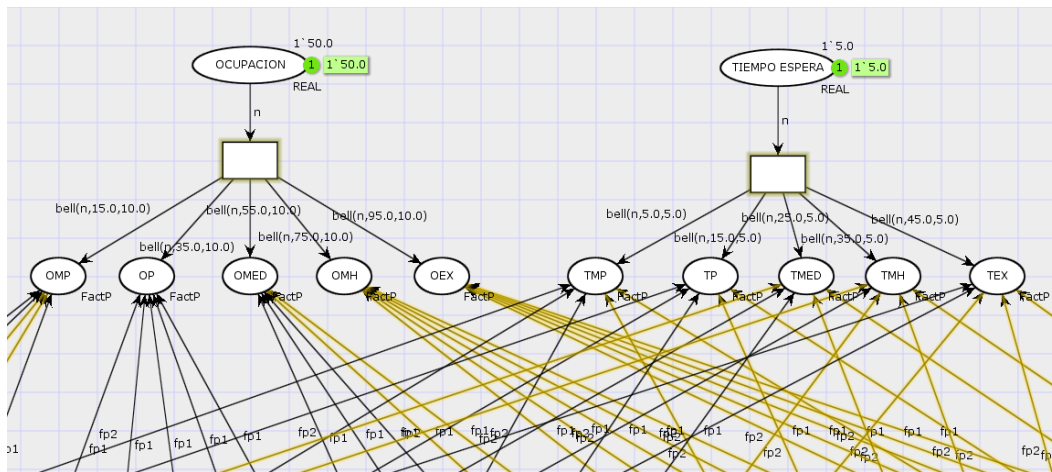 1`50.0
OCUPACION
1 1`50.0
REAL
1`5.0
TIEMPO ESPERA
1 1`5.0
REAL
n
n
bell(n,15.0,10.0)
bell(n,55.0,10.0)
bell(n,95.0,10.0)
bell(n,35.0,10.0)
bell(n,75.0,10.0)
bell(n,5.0,5.0)
bell(n,25.0,5.0)
bell(n,45.0,5.0)
bell(n,15.0,5.0)
bell(n,35.0,5.0)
OMP
OP
OMED
OMH
OEX
TMP
TP
TMED
TMH
TEX
FactP
FactP
FactP
FactP
FactP
FactP
FactP
FactP
FactP
FactP
fp2
fp1
fp1
fp1
fp1
fp1
fp2
fp1
fp1
fp1
fp1
fp2
fp1
fp2
fp1
fp1
fp1
fp1
fp2
fp2
fp2
fp2